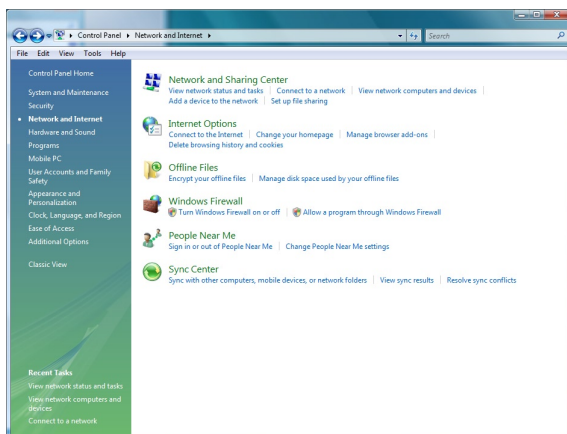 Control Panel ▸ Network and Internet ▸
Search
File Edit View Tools Help
Control Panel Home
System and Maintenance
Security
Network and Internet
Hardware and Sound
Programs
Mobile PC
User Accounts and Family
Safety
Appearance and
Personalization
Clock, Language, and Region
Ease of Access
Additional Options
Classic View
Recent Tasks
View network status and tasks
View network computers and
devices
Connect to a network
Network and Sharing Center
View network status and tasks | Connect to a network | View network computers and devices |
Add a device to the network | Set up file sharing
Internet Options
Connect to the Internet | Change your homepage | Manage browser add-ons |
Delete browsing history and cookies
Offline Files
Encrypt your offline files | Manage disk space used by your offline files
Windows Firewall
Turn Windows Firewall on or off | Allow a program through Windows Firewall
People Near Me
Sign in or out of People Near Me | Change People Near Me settings
Sync Center
Sync with other computers, mobile devices, or network folders | View sync results | Resolve sync conflicts